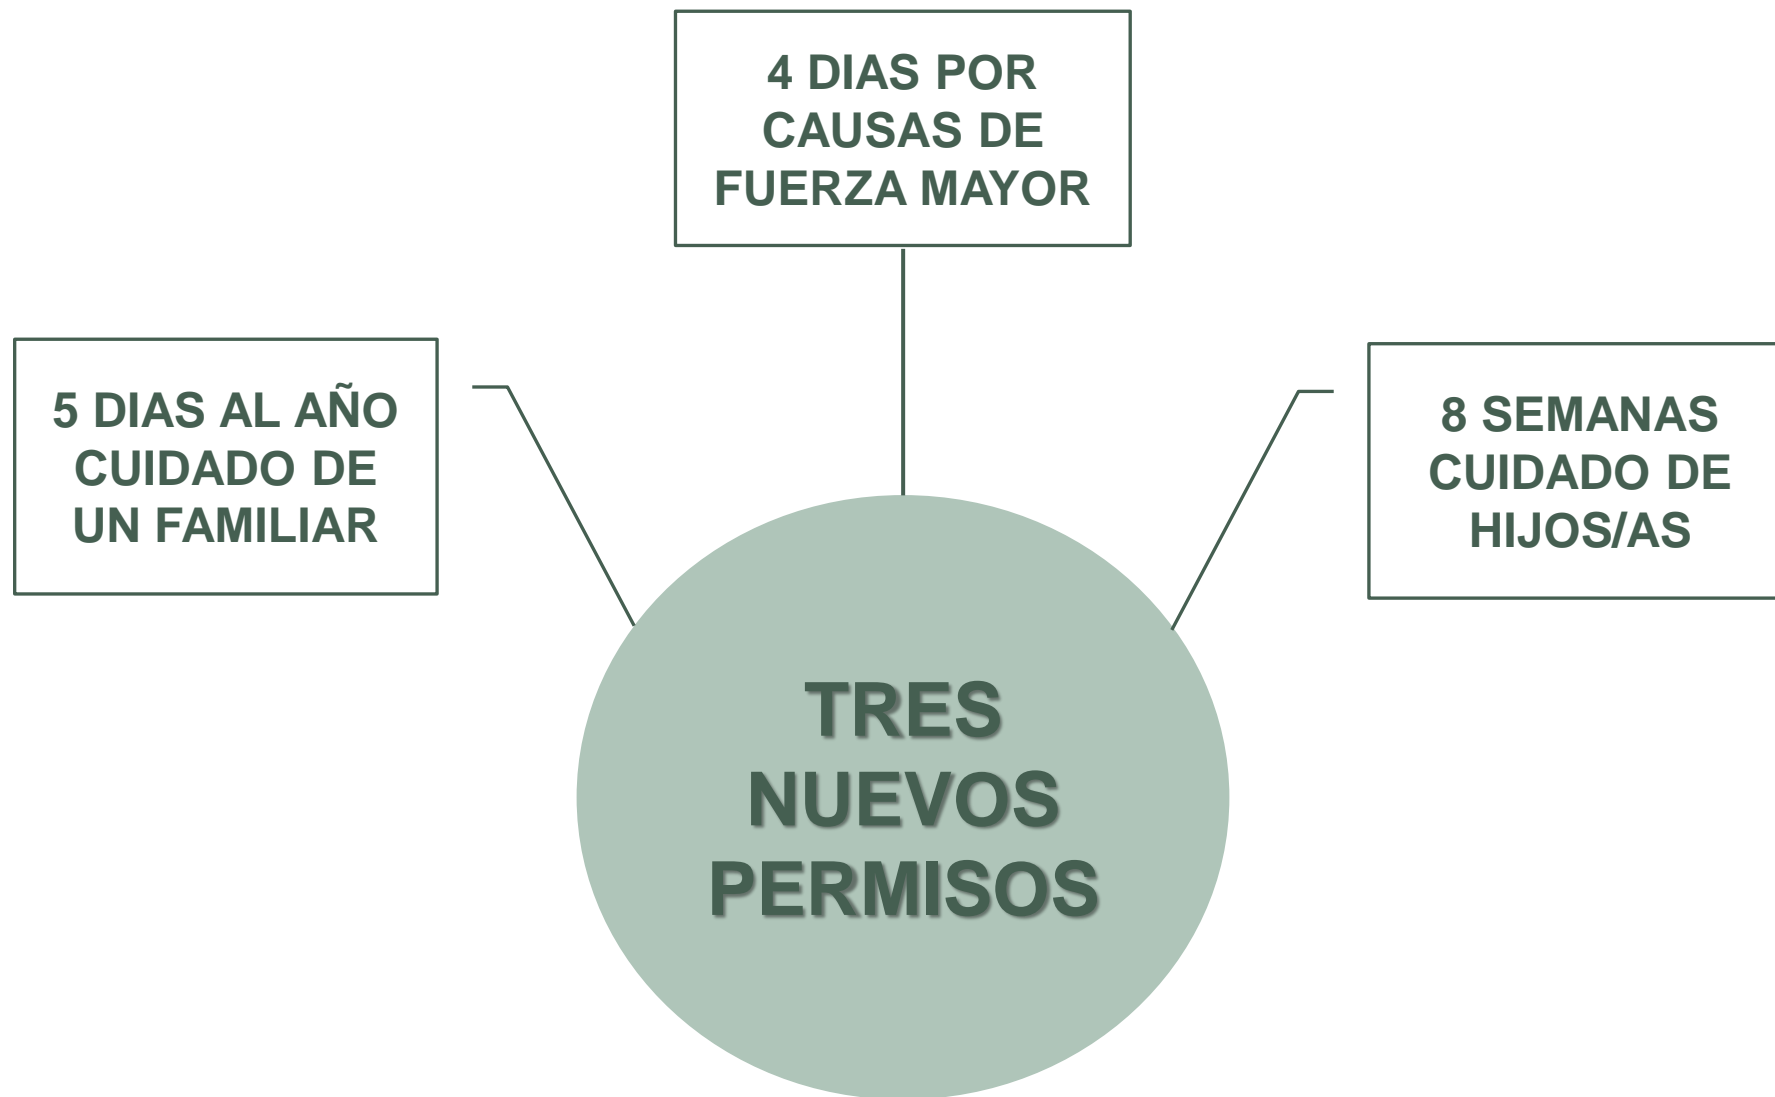 4 DIAS POR
CAUSAS DE
FUERZA MAYOR
5 DIAS AL AÑO
CUIDADO DE
UN FAMILIAR
8 SEMANAS
CUIDADO DE
HIJOS/AS
TRES
NUEVOS
PERMISOS